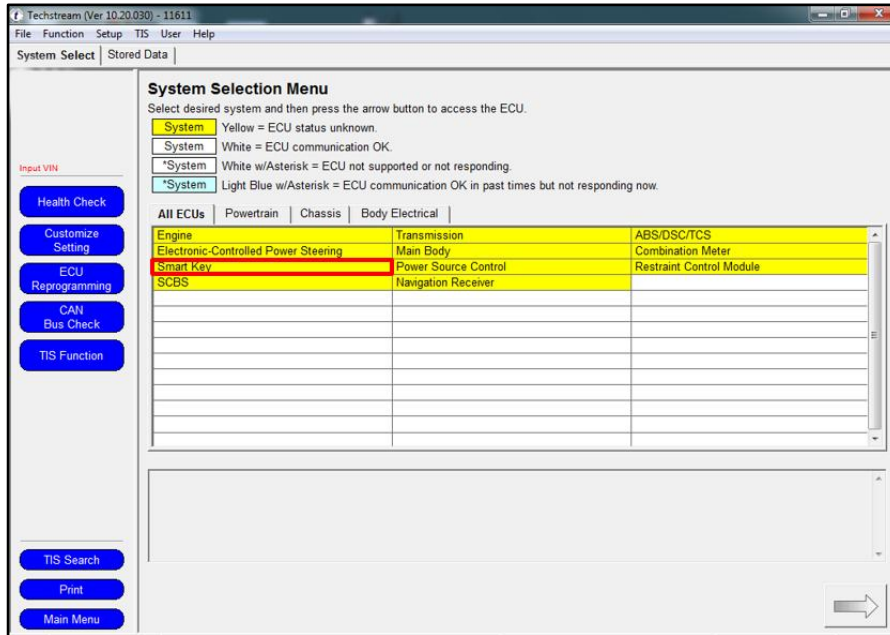 Techstream (Ver 10.20.030) - 11611
File Function Setup TIS User Help
System Select Stored Data
System Selection Menu
Select desired system and then press the arrow button to access the ECU.
System Yellow = ECU status unknown.
System White = ECU communication OK.
*System White w/Asterisk = ECU not supported or not responding.
*System Light Blue w/Asterisk = ECU communication OK in past times but not responding now.
Input VIN
Health Check
Customize
Setting
ECU
Reprogramming
CAN
Bus Check
TIS Function
All ECUs Powertrain Chassis Body Electrical
Engine Transmission ABS/DSC/TCS
Electronic-Controlled Power Steering Main Body Combination Meter
Smart Key Power Source Control Restraint Control Module
SCBS Navigation Receiver
TIS Search
Print
Main Menu